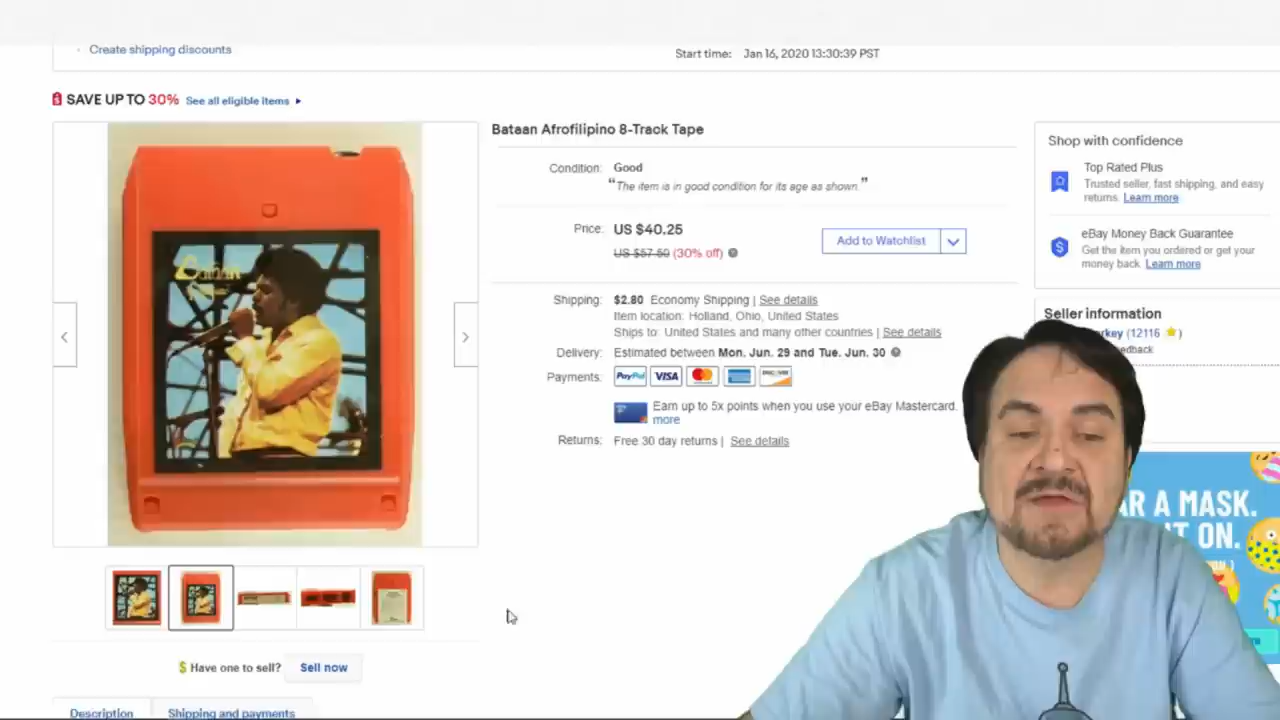 Create shipping discounts
Start time: Jan 16, 2020 13:30:39 PST
SAVE UP TO 30% See all eligible items
Bataan Afrofilipino 8-Track Tape
Condition: Good
"The item is in good condition for its age as shown."
Price: US $40.25
US $57.50 (30% off)
Add to Watchlist
Shipping: $2.80 Economy Shipping | See details
Item location: Holland, Ohio, United States
Ships to: United States and many other countries | See details
Delivery: Estimated between Mon. Jun. 29 and Tue. Jun. 30
Payments: PayPal VISA
Earn up to 5x points when you use your eBay Mastercard.
more
Returns: Free 30 day returns | See details
Shop with confidence
Top Rated Plus
Trusted seller, fast shipping, and easy
returns. Learn more
eBay Money Back Guarantee
Get the item you ordered or get your
money back. Learn more
Seller information
rkey (12116 )
edback
AR A MASK.
T ON.
$ Have one to sell? Sell now
Description Shipping and payments